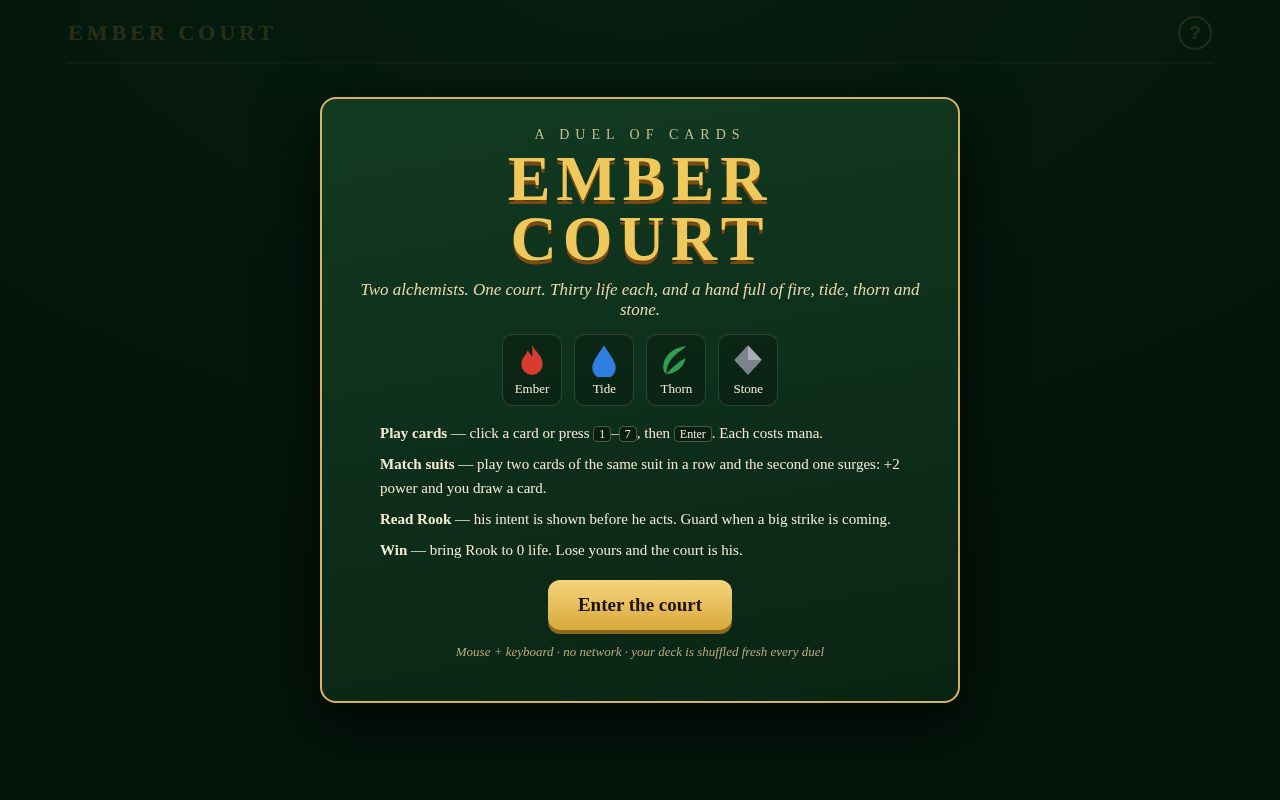 EMBER COURT
?
A DUEL OF CARDS
EMBER
COURT
Two alchemists. One court. Thirty life each, and a hand full of fire, tide, thorn and
stone.
Ember Tide Thorn Stone
Play cards — click a card or press 1–7, then Enter. Each costs mana.
Match suits — play two cards of the same suit in a row and the second one surges: +2
power and you draw a card.
Read Rook — his intent is shown before he acts. Guard when a big strike is coming.
Win — bring Rook to 0 life. Lose yours and the court is his.
Enter the court
Mouse + keyboard · no network · your deck is shuffled fresh every duel